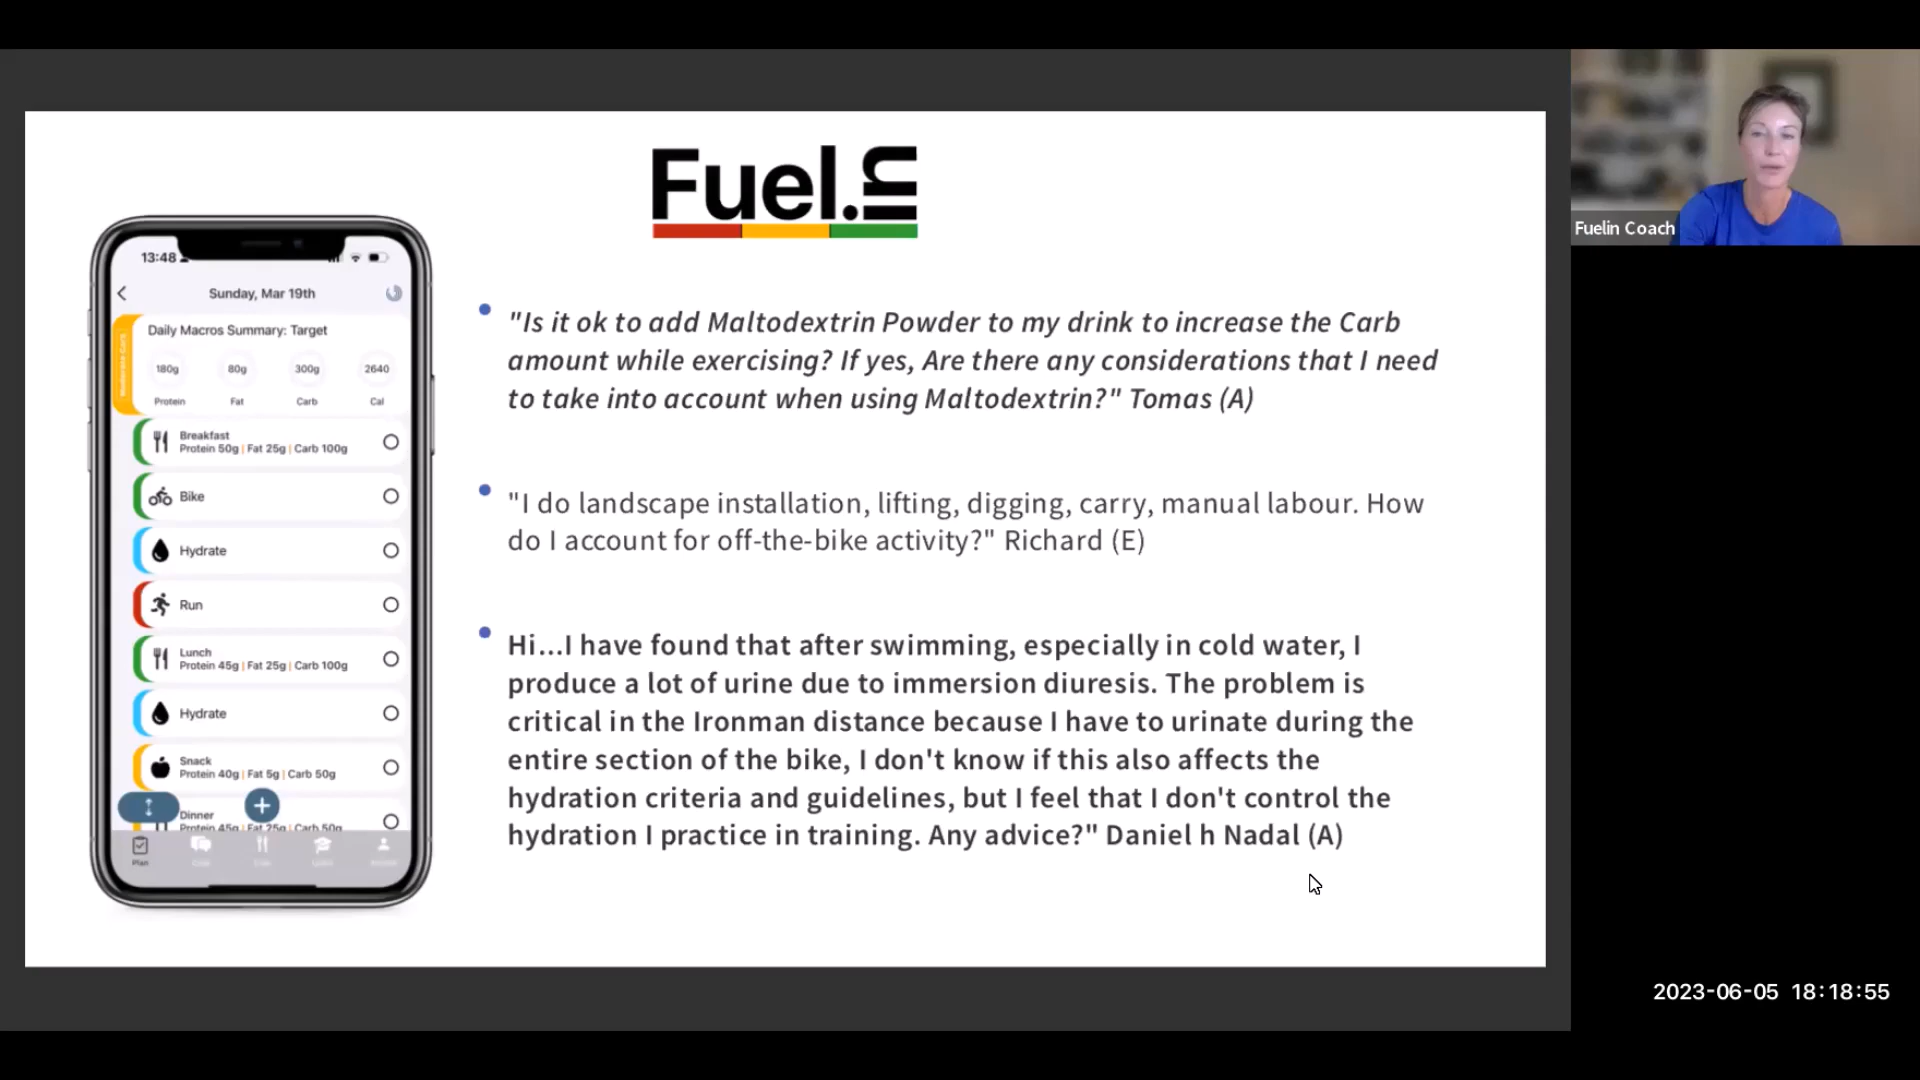 Fuel.in
13:48
Sunday, Mar 19th
Daily Macros Summary: Target
180g
80g
300g
2640
Protein
Fat
Carb
Cal
Breakfast
Protein 50g | Fat 25g | Carb 100g
Bike
Hydrate
Run
Lunch
Protein 45g | Fat 25g | Carb 100g
Hydrate
Snack
Protein 40g | Fat 5g | Carb 50g
Dinner
Protein 45g | Fat 25g | Carb 50g
Plan
"Is it ok to add Maltodextrin Powder to my drink to increase the Carb
amount while exercising? If yes, Are there any considerations that I need
to take into account when using Maltodextrin?" Tomas (A)
"I do landscape installation, lifting, digging, carry, manual labour. How
do I account for off-the-bike activity?" Richard (E)
Hi...I have found that after swimming, especially in cold water, I
produce a lot of urine due to immersion diuresis. The problem is
critical in the Ironman distance because I have to urinate during the
entire section of the bike, I don't know if this also affects the
hydration criteria and guidelines, but I feel that I don't control the
hydration I practice in training. Any advice?" Daniel h Nadal (A)
Fuelin Coach
2023-06-05 18:18:55